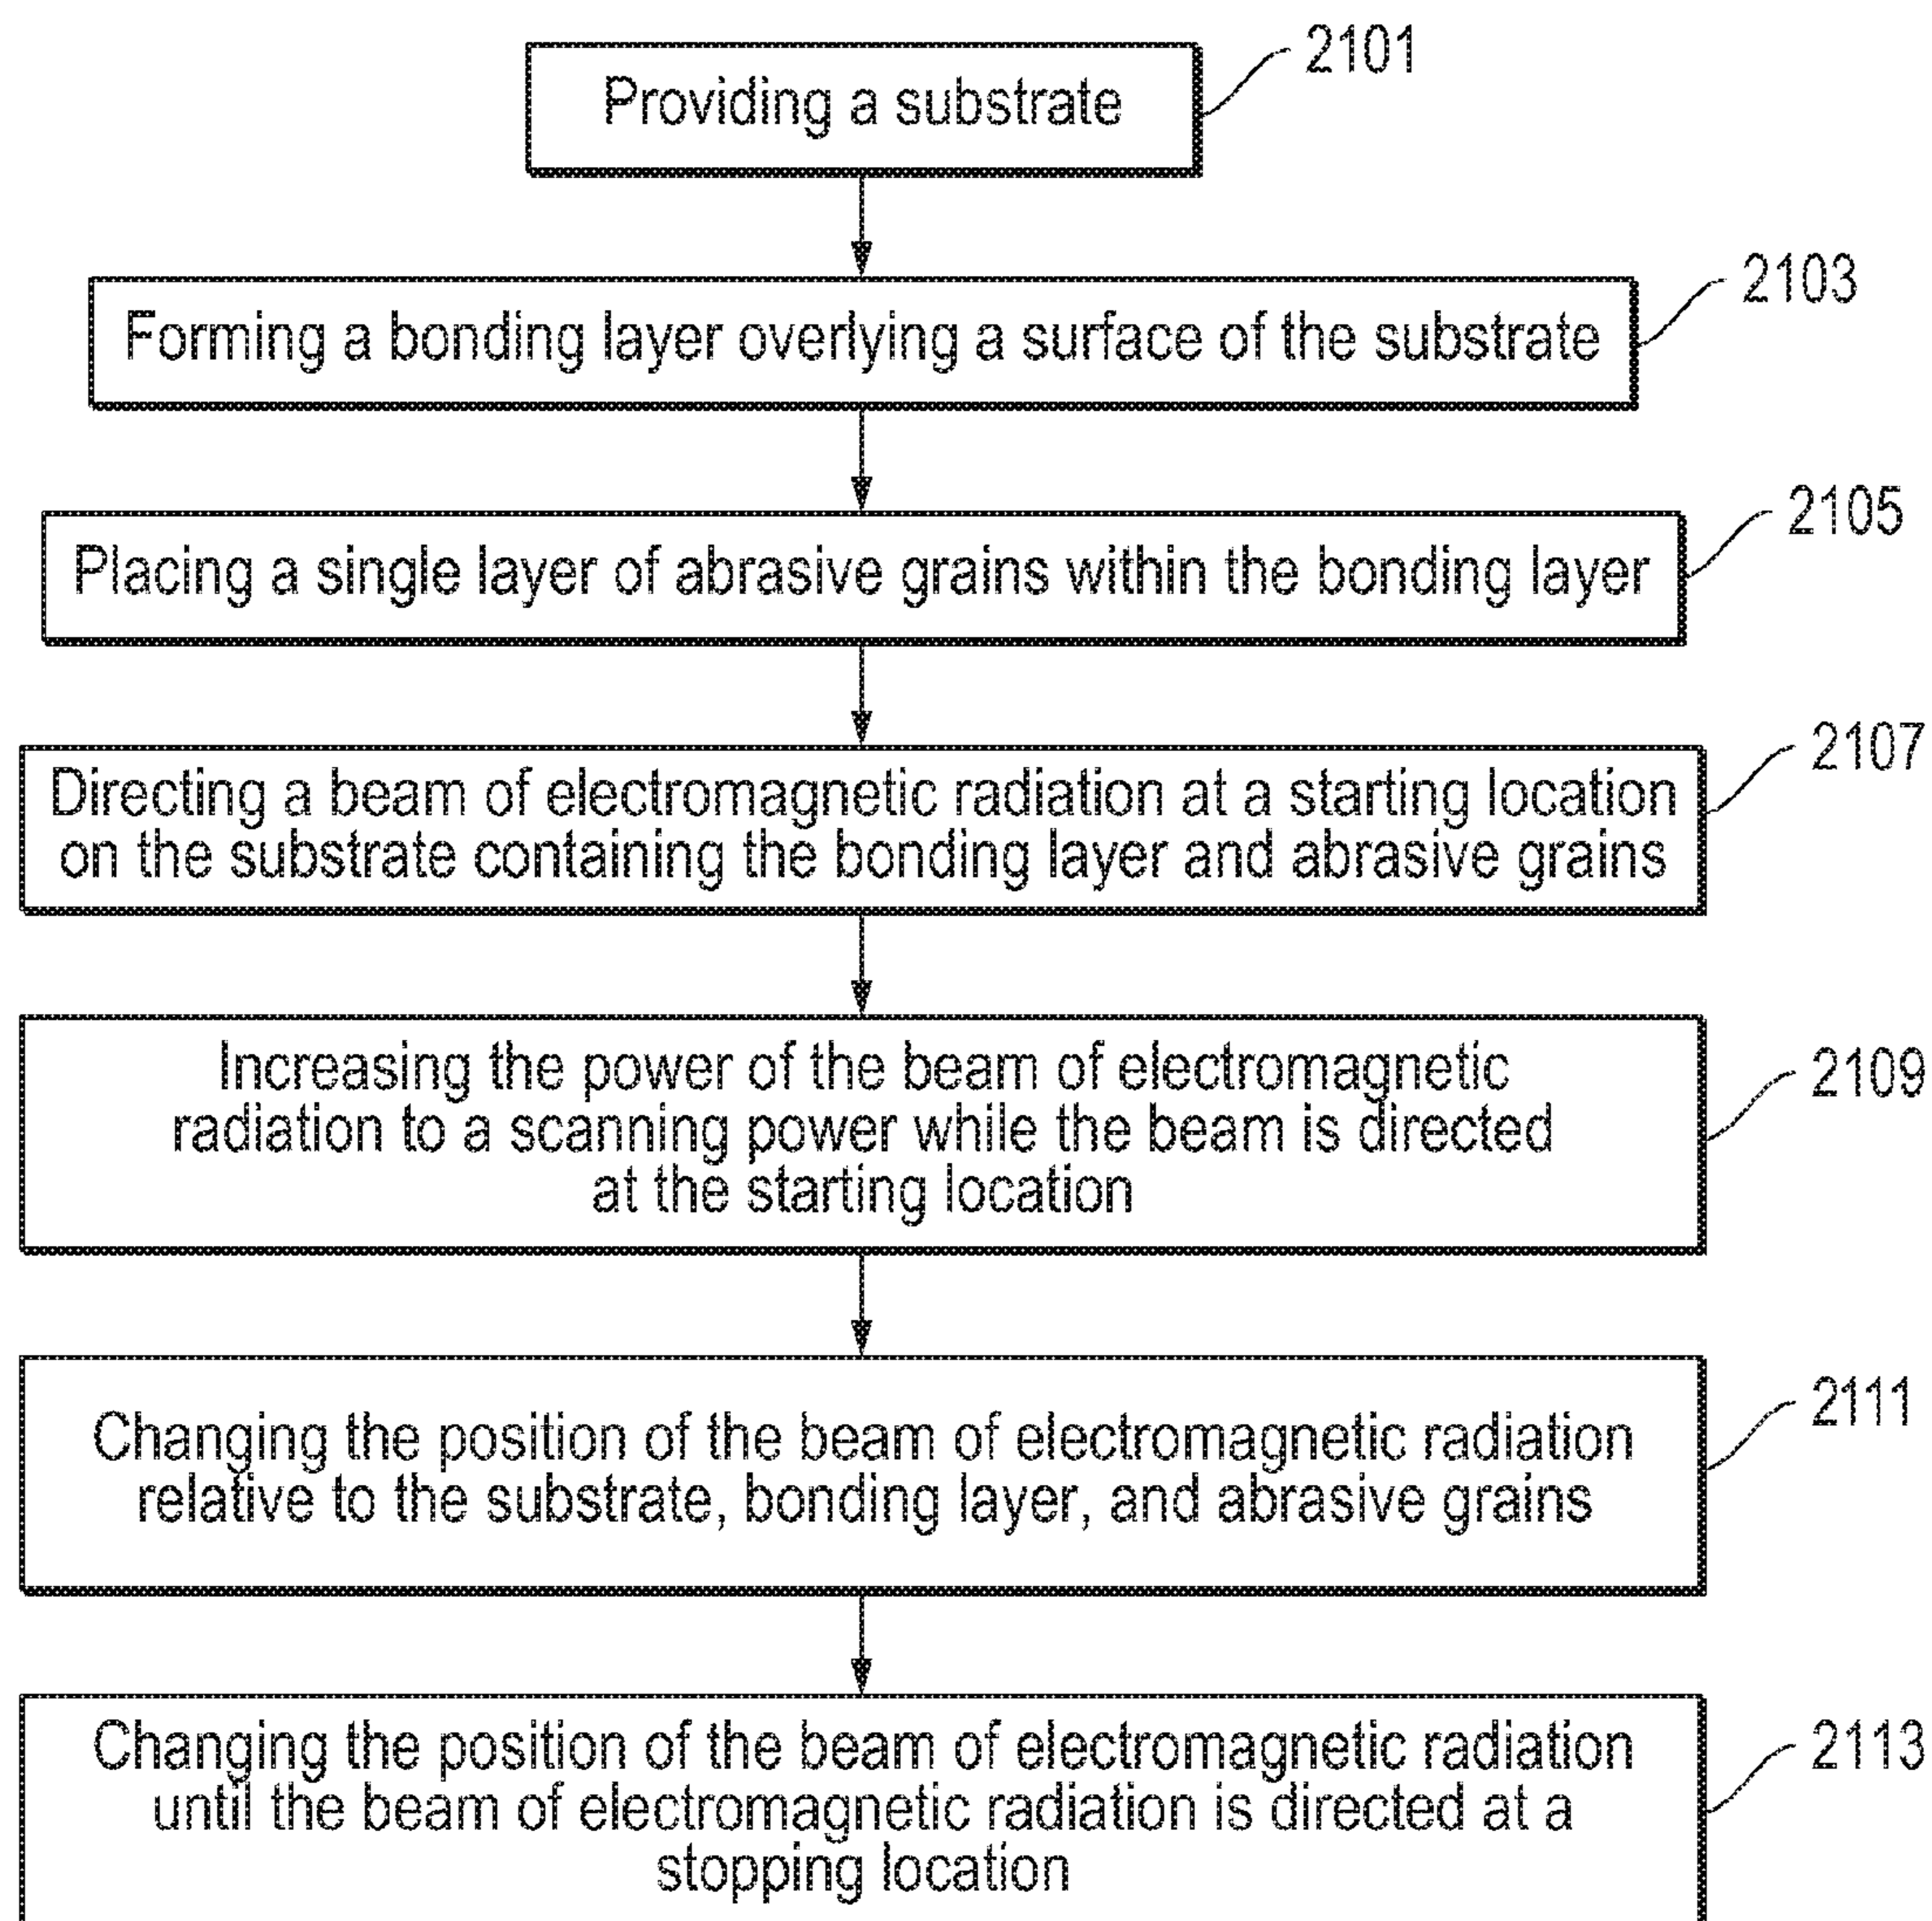 2101
Providing a substrate
2103
Forming a bonding layer overlying a surface of the substrate
2105
Placing a single layer of abrasive grains within the bonding layer
2107
Directing a beam of electromagnetic radiation at a starting location
on the substrate containing the bonding layer and abrasive grains
2109
Increasing the power of the beam of electromagnetic
radiation to a scanning power while the beam is directed
at the starting location
2111
Changing the position of the beam of electromagnetic radiation
relative to the substrate, bonding layer, and abrasive grains
2113
Changing the position of the beam of electromagnetic radiation
until the beam of electromagnetic radiation is directed at a
stopping location